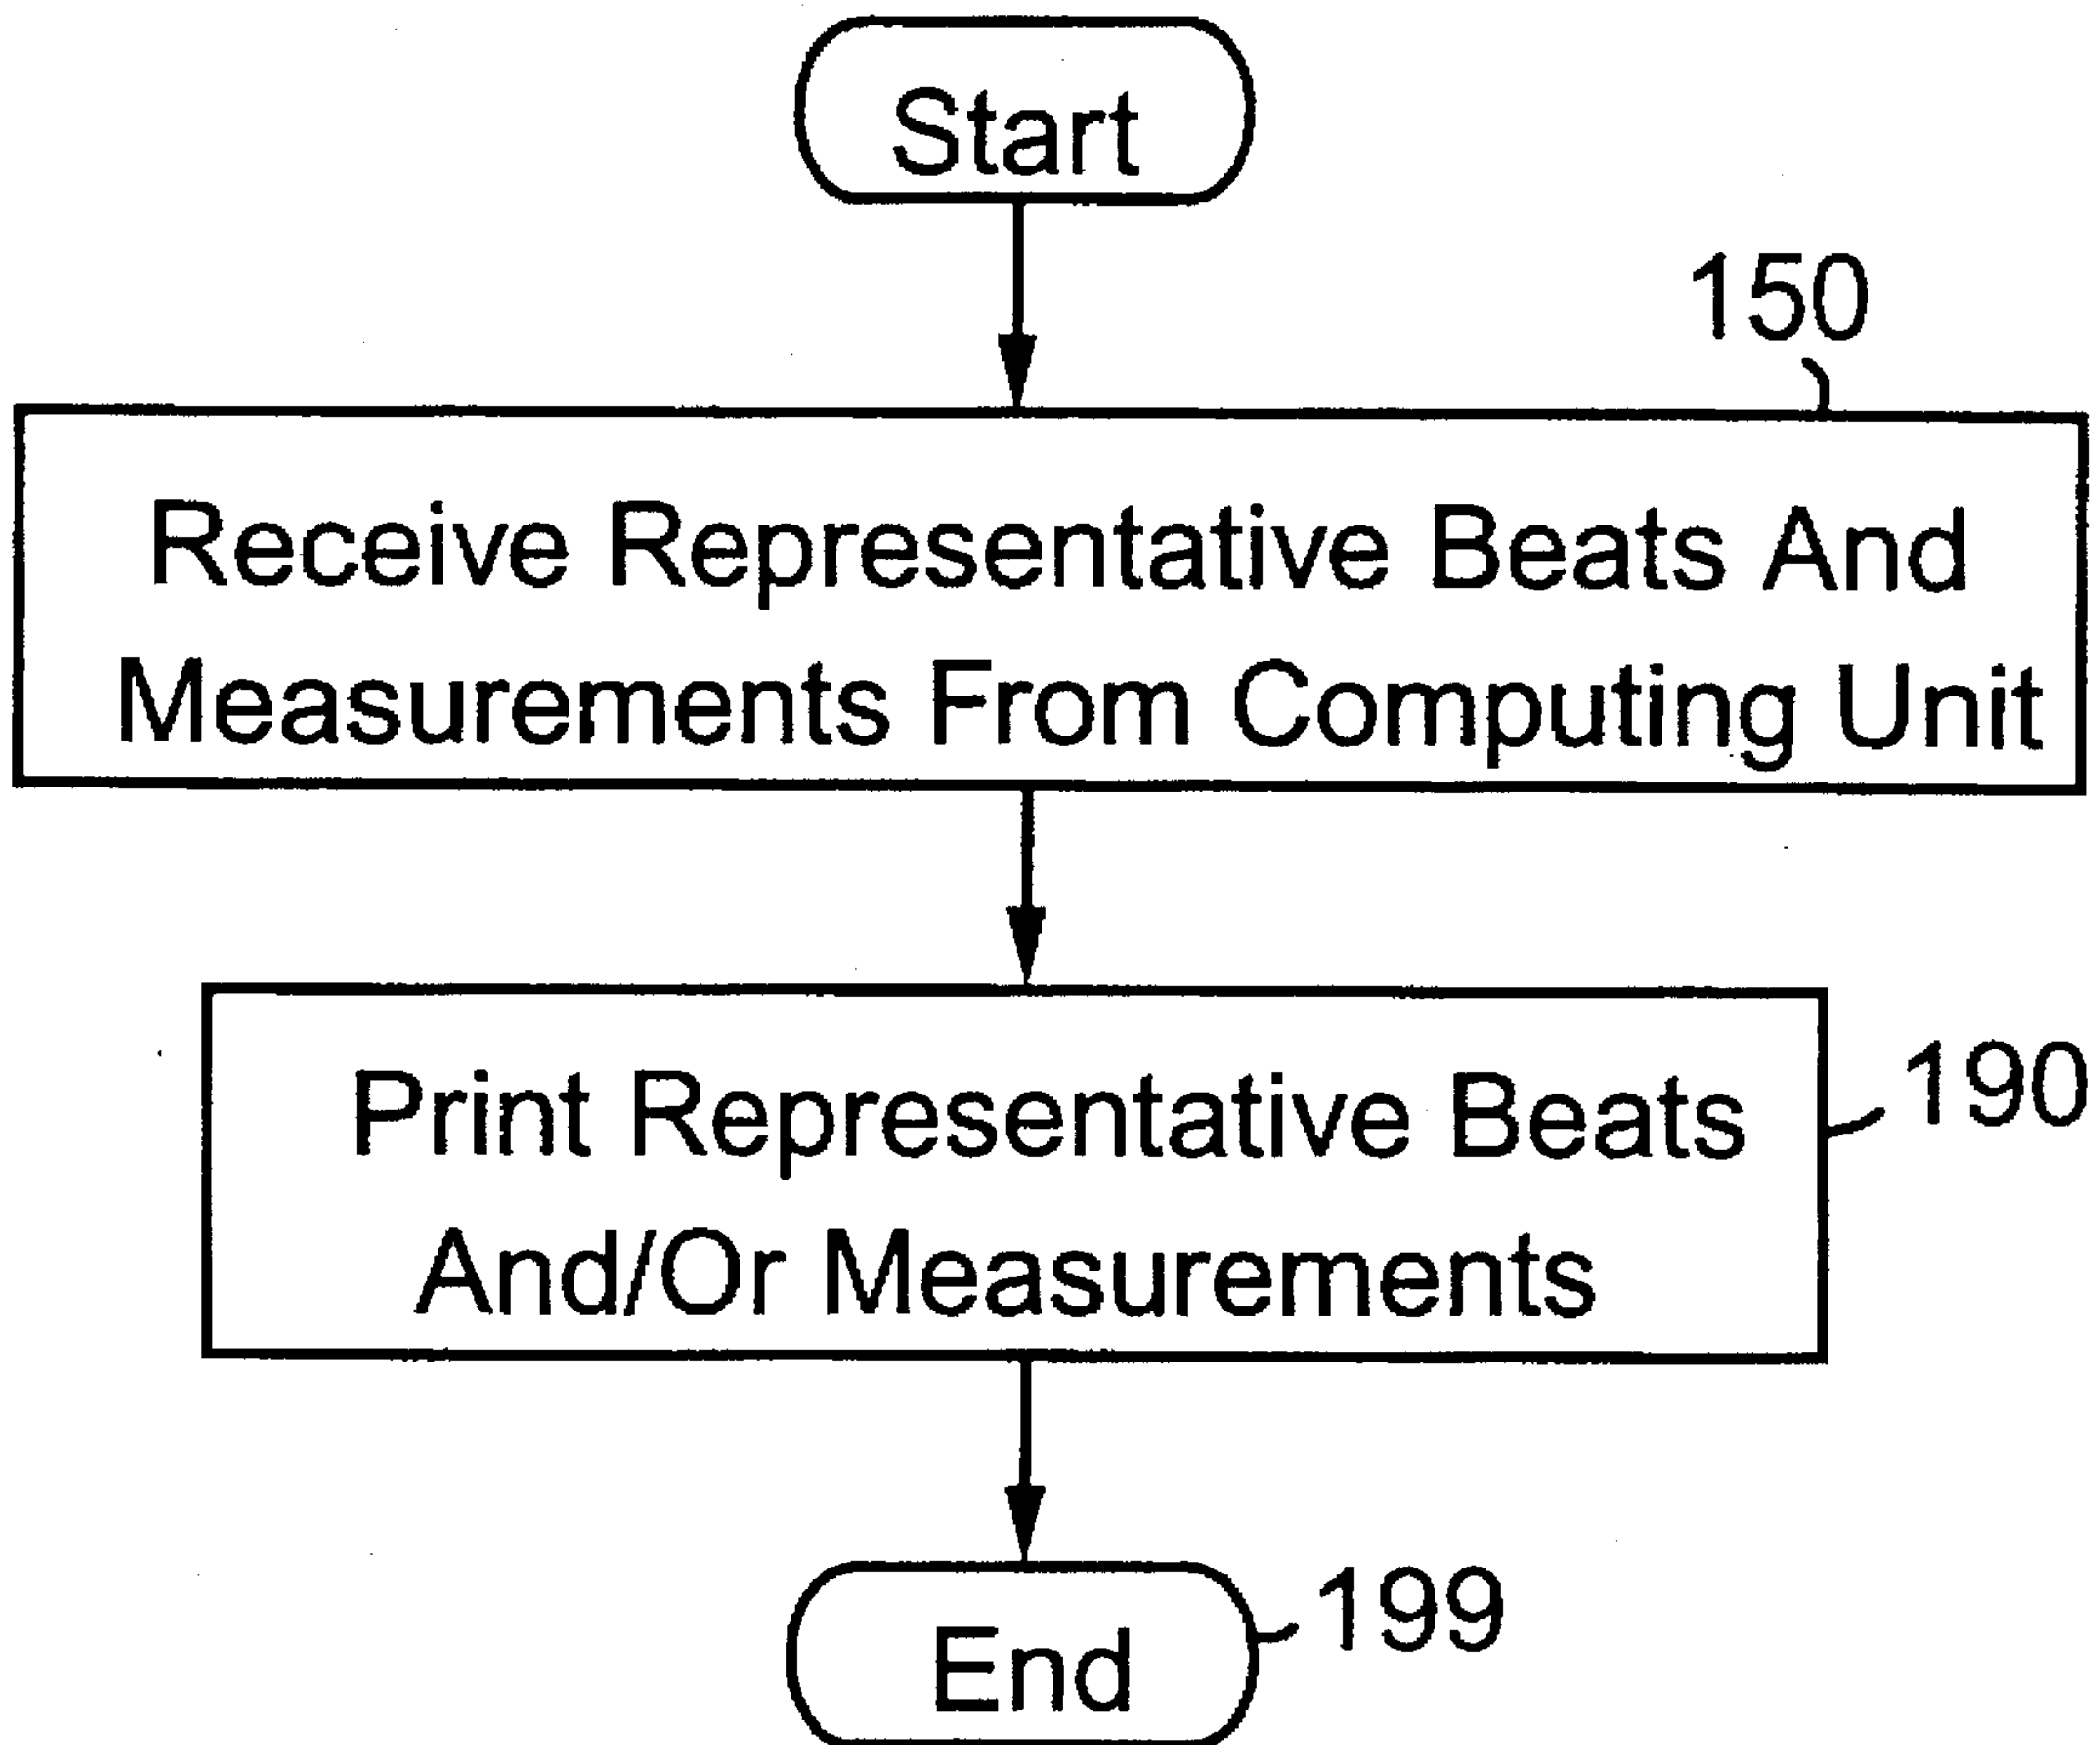 Start
150
Receive Representative Beats And
Measurements From Computing Unit
Print Representative Beats
And/Or Measurements
190
End
199